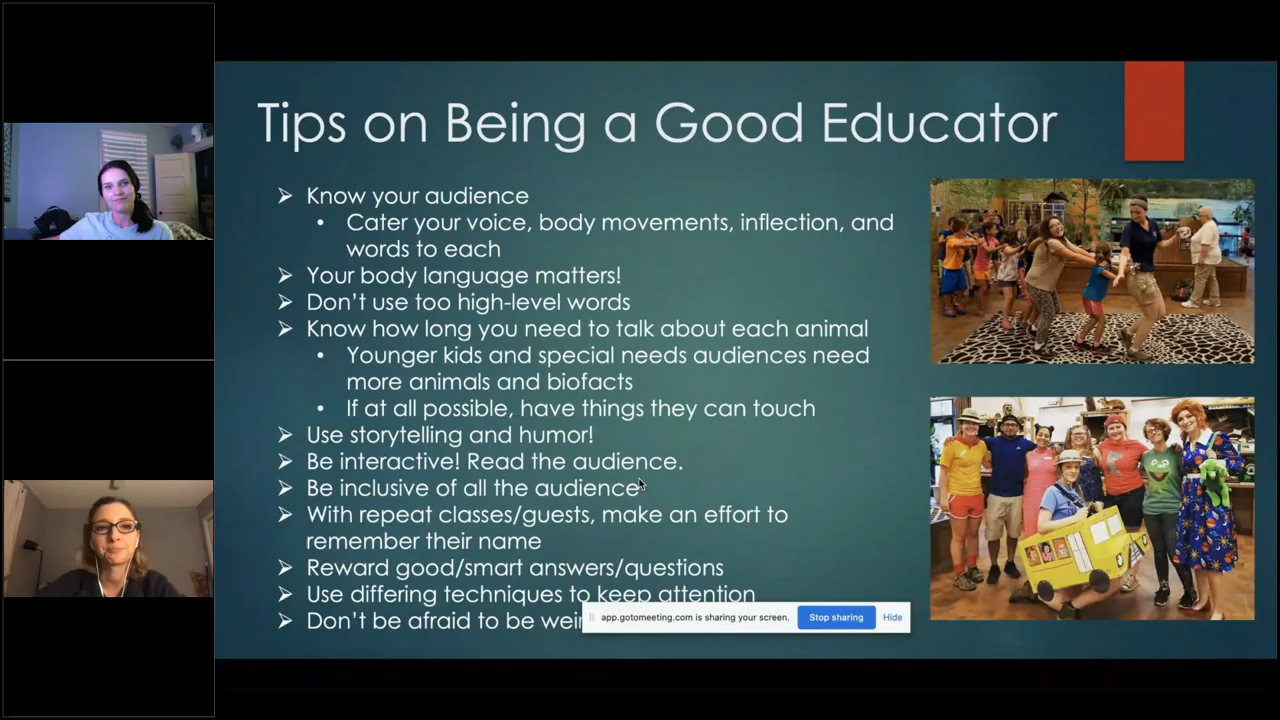 Tips on Being a Good Educator
➢ Know your audience
• Cater your voice, body movements, inflection, and
words to each
➢ Your body language matters!
➢ Don't use too high-level words
➢ Know how long you need to talk about each animal
• Younger kids and special needs audiences need
more animals and biofacts
• If at all possible, have things they can touch
➢ Use storytelling and humor!
➢ Be interactive! Read the audience.
➢ Be inclusive of all the audience
➢ With repeat classes/guests, make an effort to
remember their name
➢ Reward good/smart answers/questions
➢ Use differing techniques to keep attention
➢ Don't be afraid to be
app.gotomeeting.com is sharing your screen. Stop sharing Hide